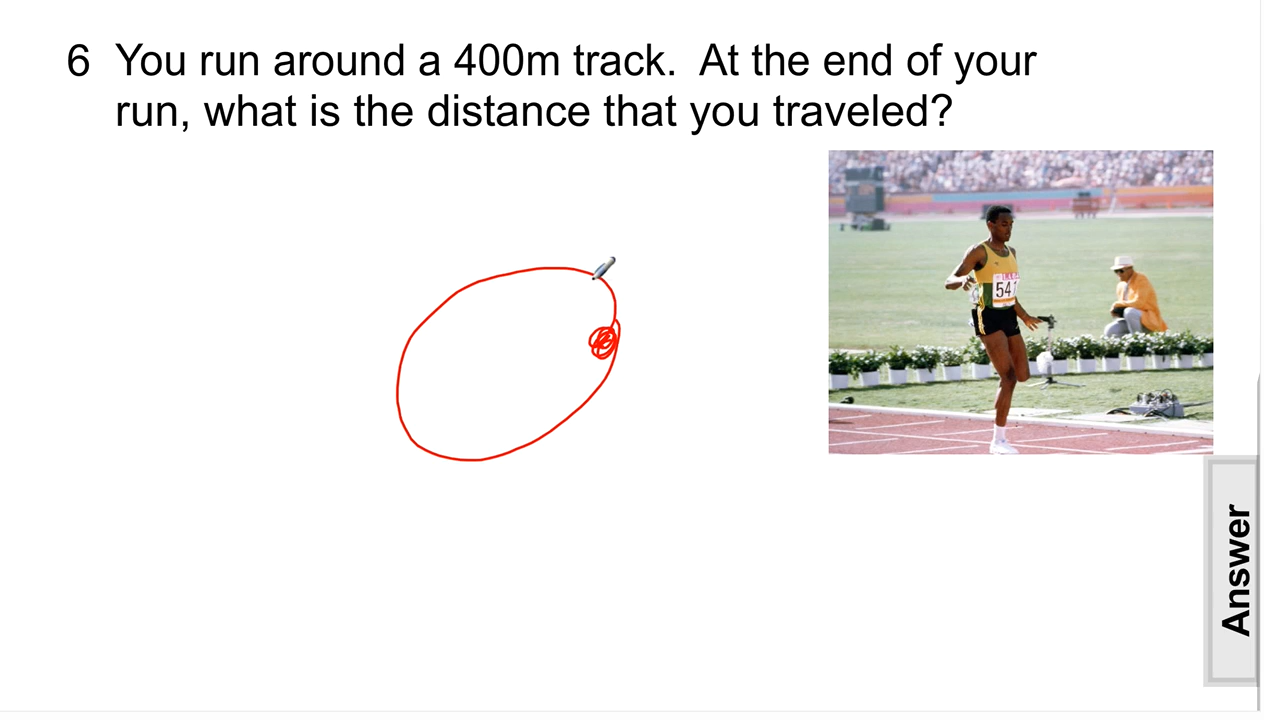 6 You run around a 400m track. At the end of your
run, what is the distance that you traveled?
541
Answer